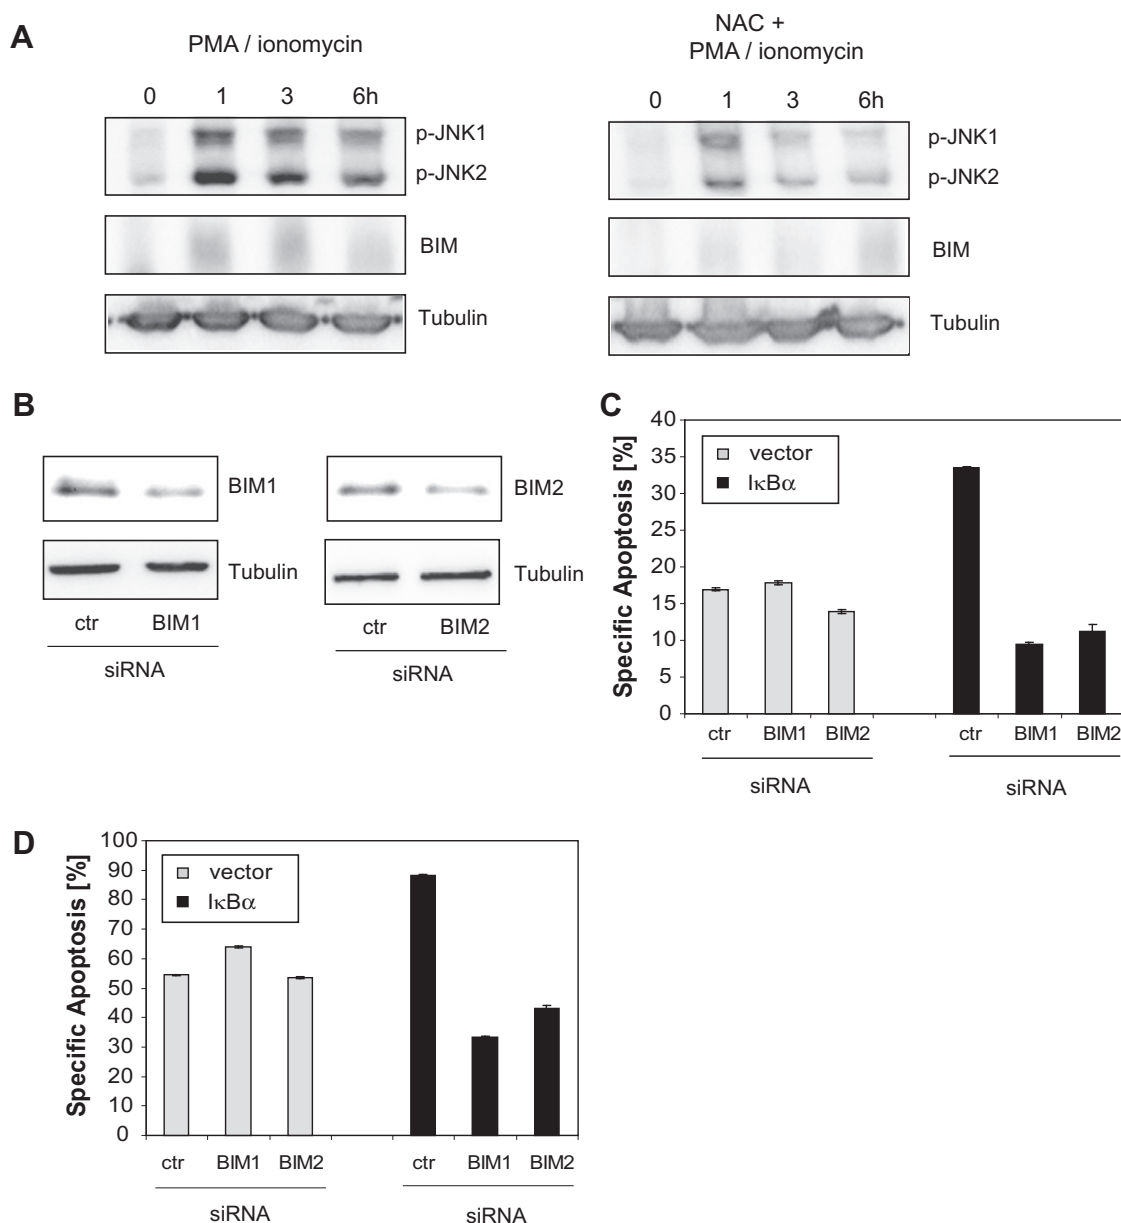 A
PMA / ionomycin
0 1 3 6h
p-JNK1
p-JNK2
BIM
Tubulin
NAC +
PMA / ionomycin
0 1 3 6h
p-JNK1
p-JNK2
BIM
Tubulin
B
BIM1
Tubulin
ctr BIM1
siRNA
BIM2
Tubulin
ctr BIM2
siRNA
C
Specific Apoptosis [%]
40
35
30
25
20
15
10
5
0
vector
IκBα
ctr BIM1 BIM2
siRNA
ctr BIM1 BIM2
siRNA
D
Specific Apoptosis [%]
100
90
80
70
60
50
40
30
20
10
0
vector
IκBα
ctr BIM1 BIM2
siRNA
ctr BIM1 BIM2
siRNA